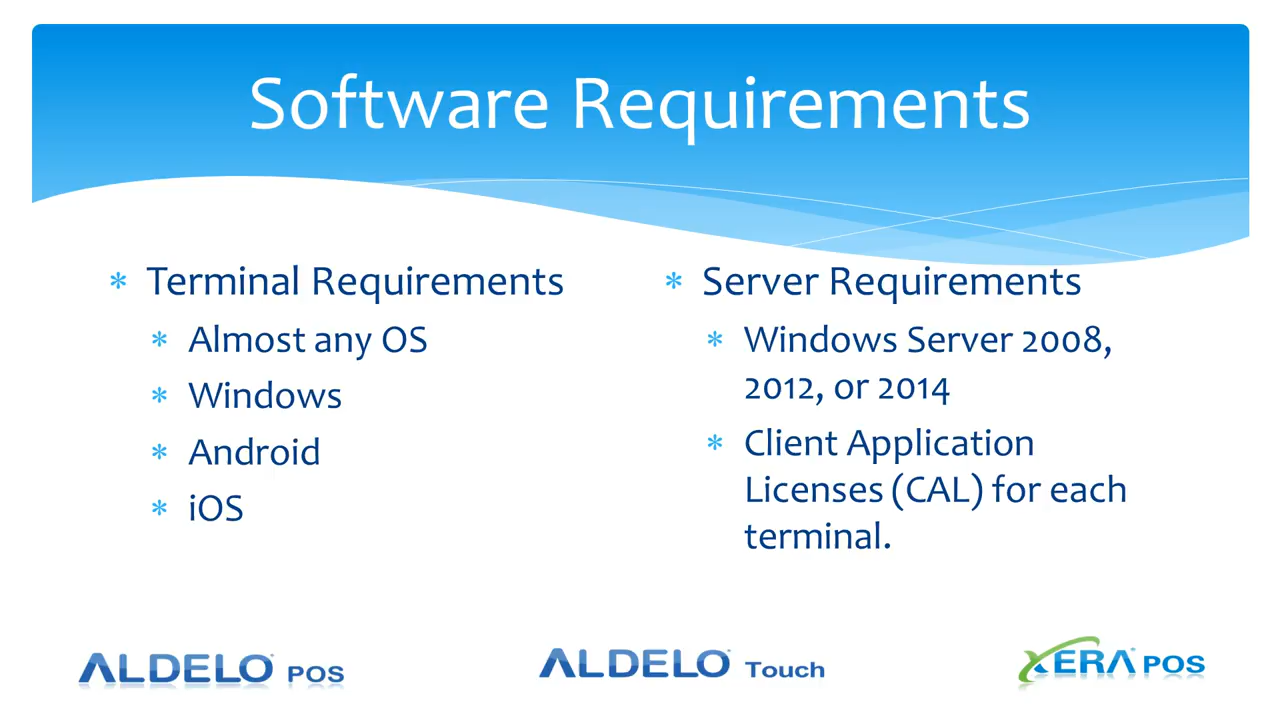 Software Requirements
* Terminal Requirements
* Almost any OS
* Windows
* Android
* iOS
* Server Requirements
* Windows Server 2008,
2012, or 2014
* Client Application
Licenses (CAL) for each
terminal.
ALDELO POS
ALDELO Touch
XERA POS